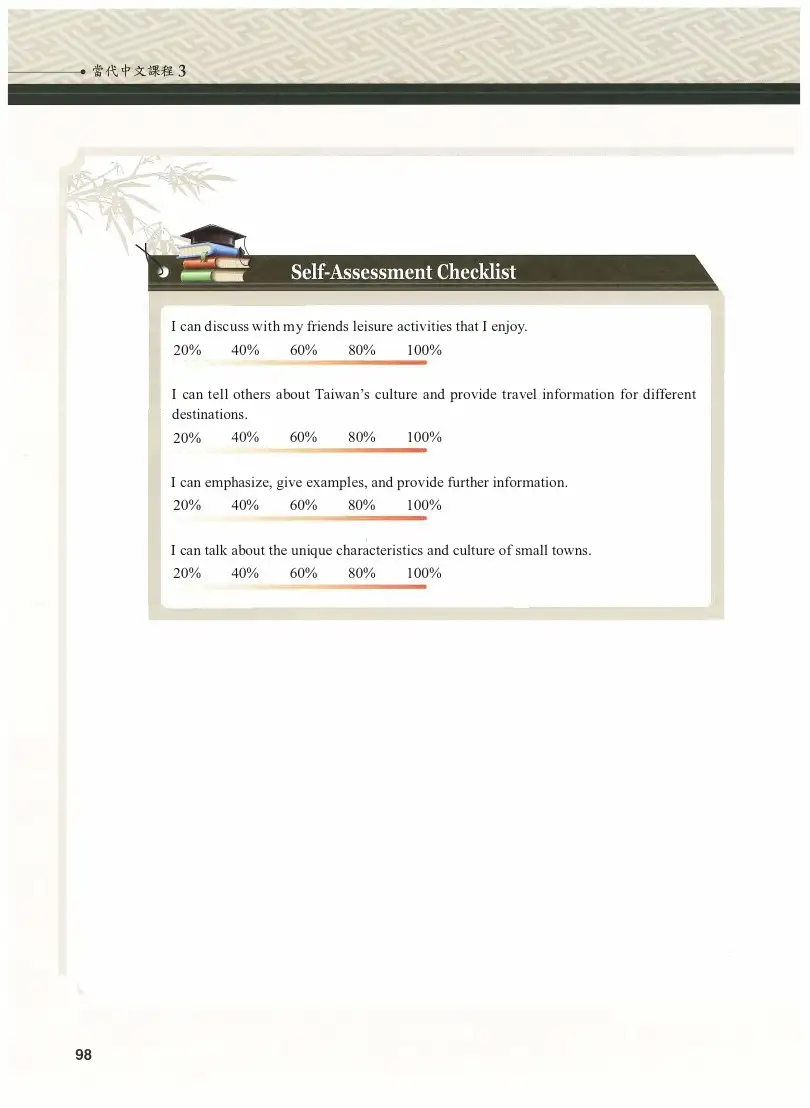 當代中文課程 3
Self-Assessment Checklist
I can discuss with my friends leisure activities that I enjoy.
20% 40% 60% 80% 100%
I can tell others about Taiwan’s culture and provide travel information for different
destinations.
20% 40% 60% 80% 100%
I can emphasize, give examples, and provide further information.
20% 40% 60% 80% 100%
I can talk about the unique characteristics and culture of small towns.
20% 40% 60% 80% 100%
98